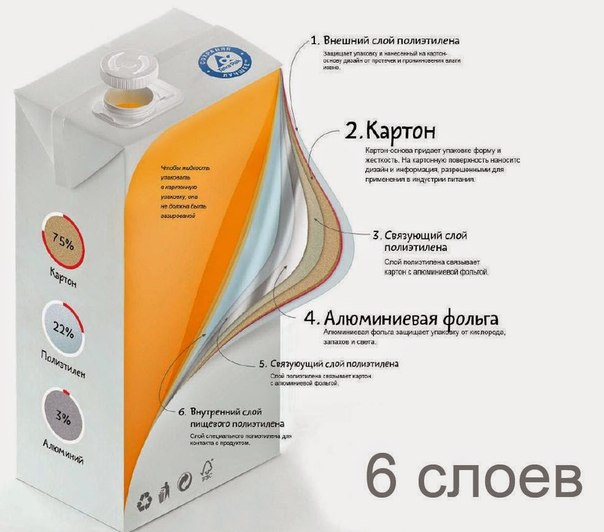 1. Внешний слой полиэтилена
Защищает упаковку и нанесенный на картон-
основу дизайн от протечек и проникновения влаги
извне.
2. Картон
Картон-основа придает упаковке форму и
жесткость. На картонную поверхность наносится
дизайн и информация, разрешенными для
применения в индустрии питания.
Чтобы жидкость
упаковать
в картонную
упаковку, она
не должна быть
газированой
3. Связующий слой
полиэтилена
Слой полиэтилена связывает
картон с алюминиевой фольгой.
75%
Картон
4. Алюминиевая фольга
Алюминиевая фольга защищает упаковку от кислорода,
запахов и света.
22%
Полиэтилен
5. Связующий слой полиэтилена
Слой полиэтилена связывает картон
с алюминиевой фольгой.
3%
Алюминий
6. Внутренний слой
пищевого полиэтилена
Слой специального полиэтилена для
контакта с продуктом.
FSC
6 слоев